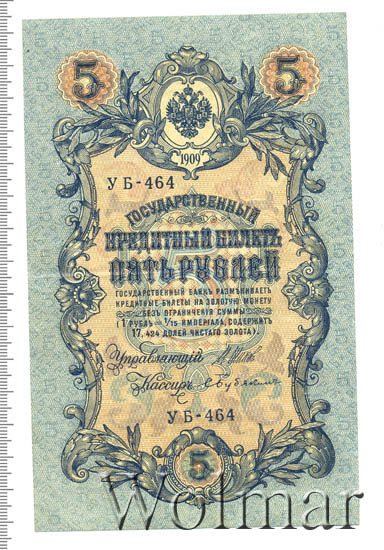 5 5
1909
УБ-464
ГОСУДАРСТВЕННЫЙ
КРЕДИТНЫЙ БИЛЕТЪ
ПЯТЬ РУБЛЕЙ
ГОСУДАРСТВЕННЫЙ БАНКЪ РАЗМѢНИВАЕТЪ
КРЕДИТНЫЕ БИЛЕТЫ НА ЗОЛОТУЮ МОНЕТУ
БЕЗЪ ОГРАНИЧЕНІЯ СУММЫ
(1 РУБЛЬ = 1/15 ИМПЕРІАЛА, СОДЕРЖИТЪ
17,424 ДОЛЕЙ ЧИСТАГО ЗОЛОТА)
Управляющій
Кассиръ
УБ-464
5
Wolmar